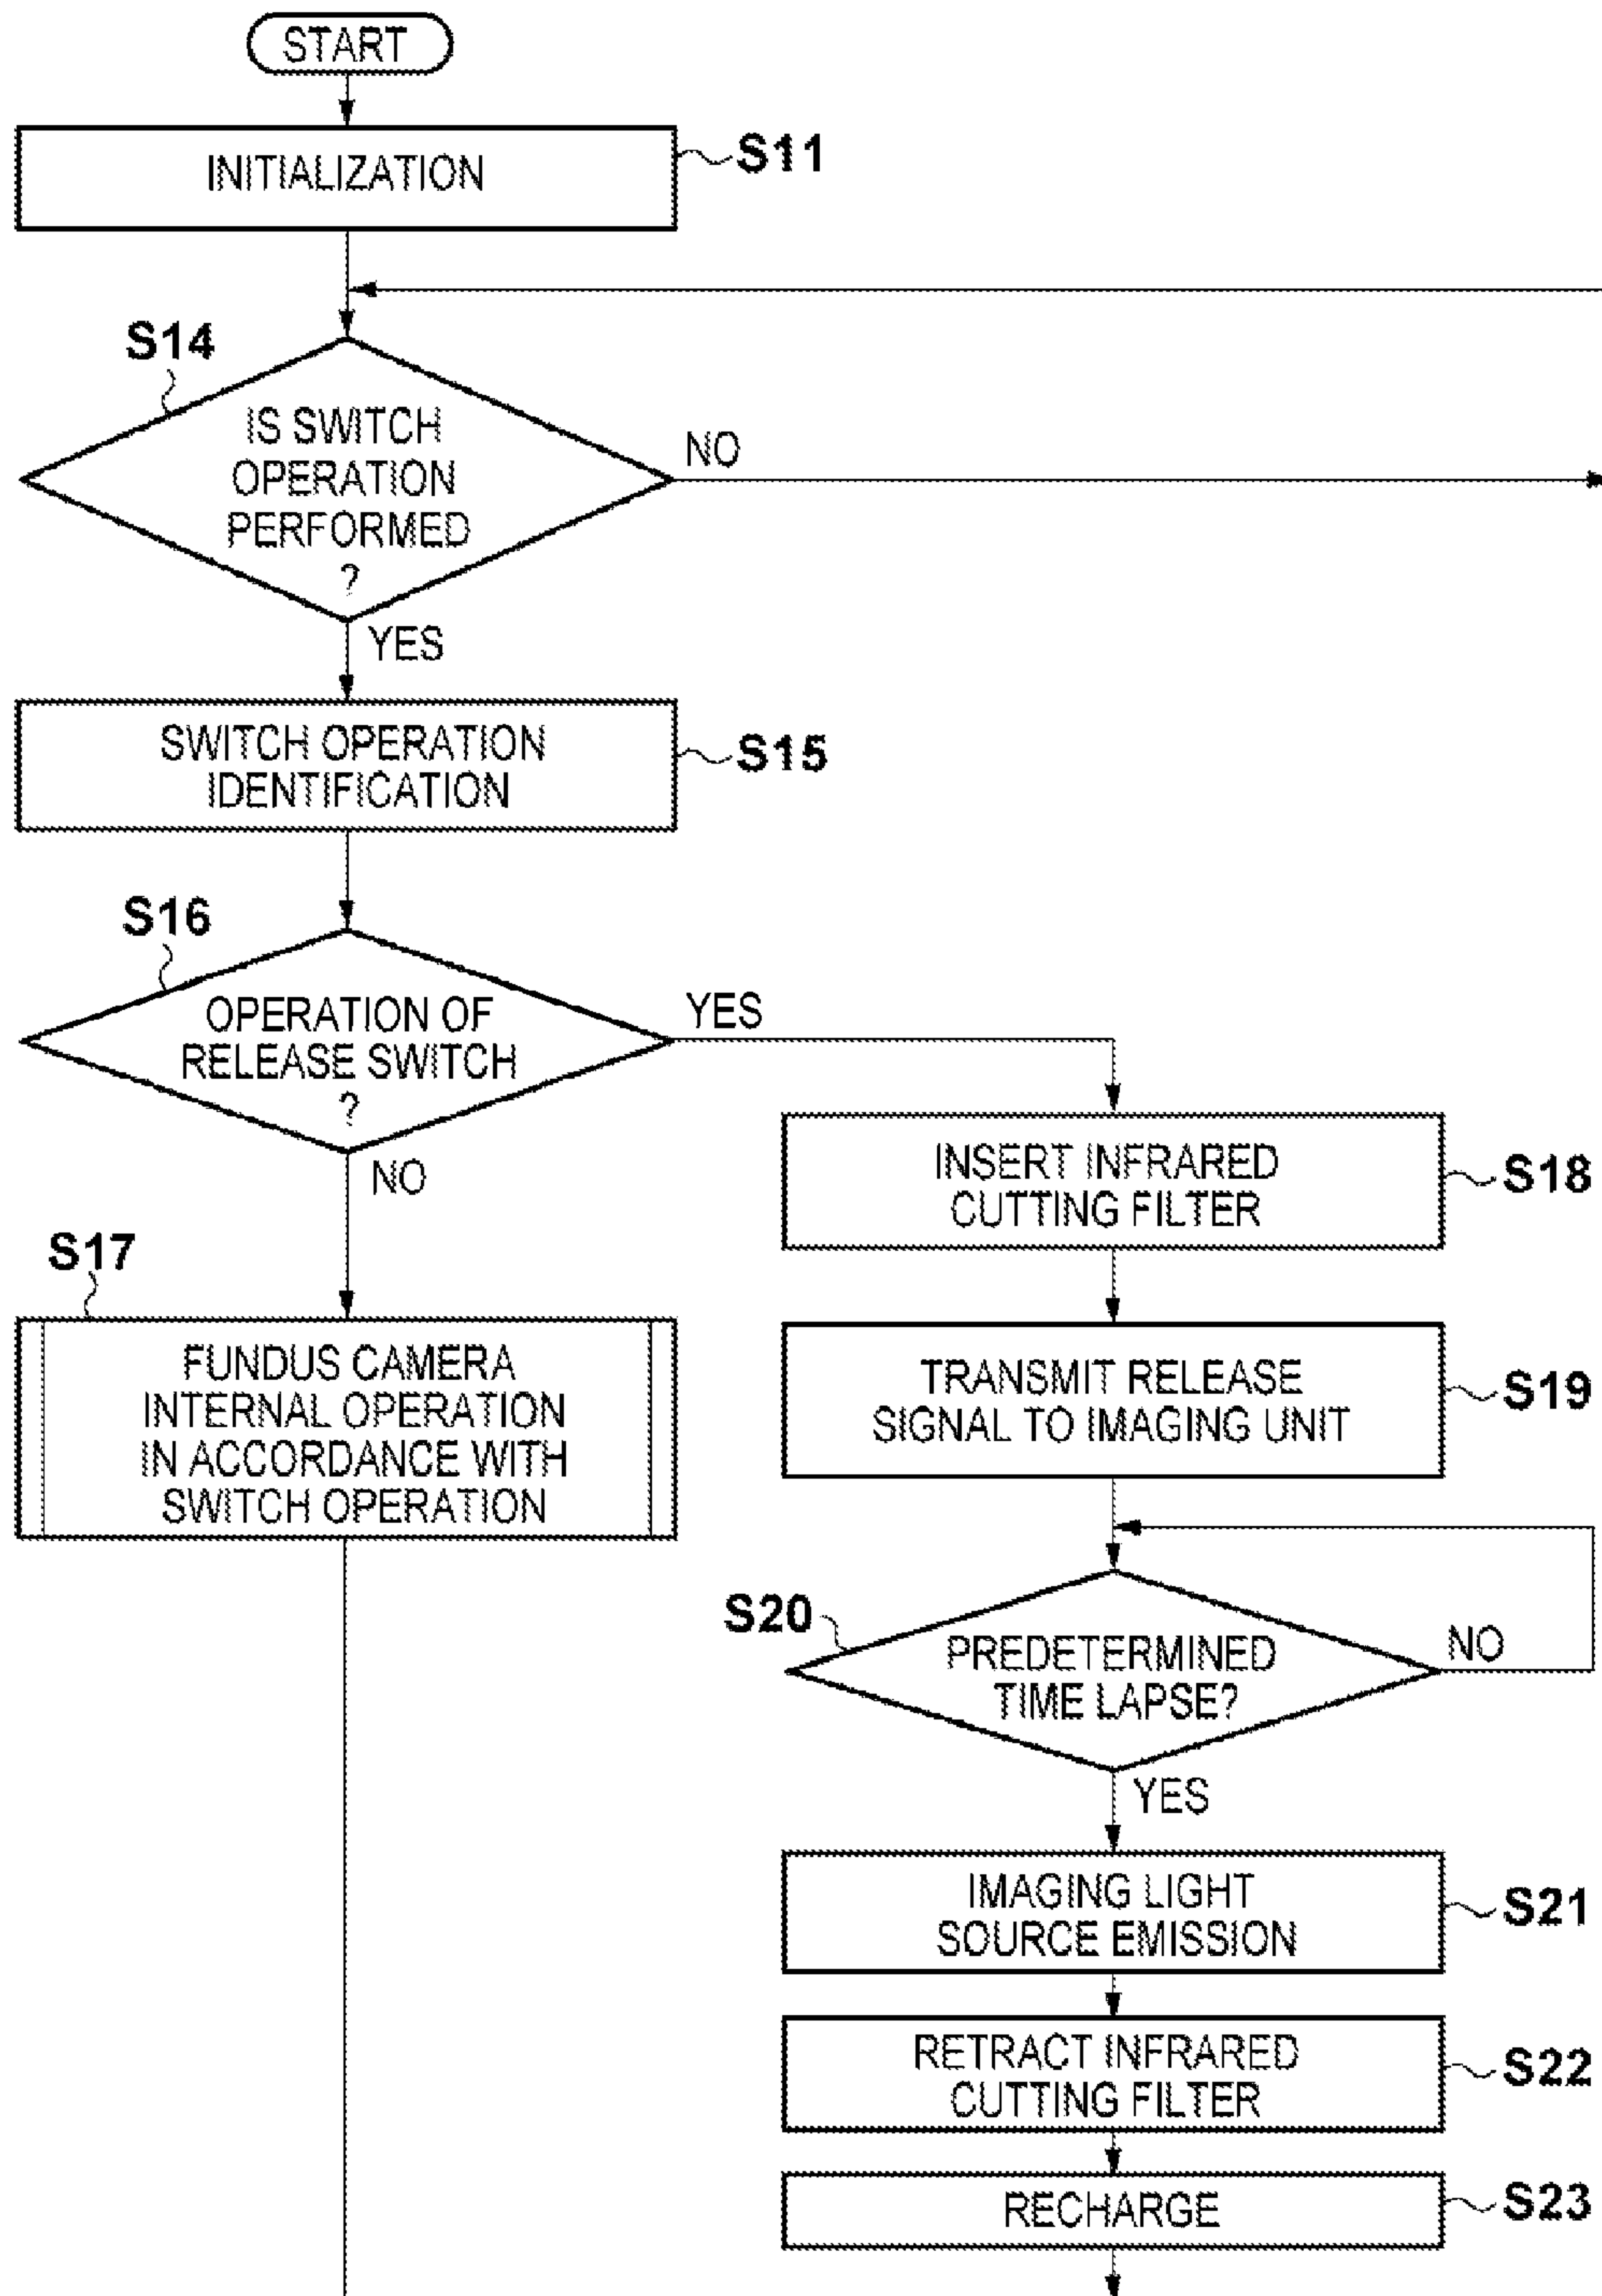 START
INITIALIZATION
S11
S14
IS SWITCH
OPERATION
PERFORMED
?
NO
YES
SWITCH OPERATION
IDENTIFICATION
S15
S16
OPERATION OF
RELEASE SWITCH
?
YES
NO
S17
FUNDUS CAMERA
INTERNAL OPERATION
IN ACCORDANCE WITH
SWITCH OPERATION
INSERT INFRARED
CUTTING FILTER
S18
TRANSMIT RELEASE
SIGNAL TO IMAGING UNIT
S19
S20
PREDETERMINED
TIME LAPSE?
NO
YES
IMAGING LIGHT
SOURCE EMISSION
S21
RETRACT INFRARED
CUTTING FILTER
S22
RECHARGE
S23